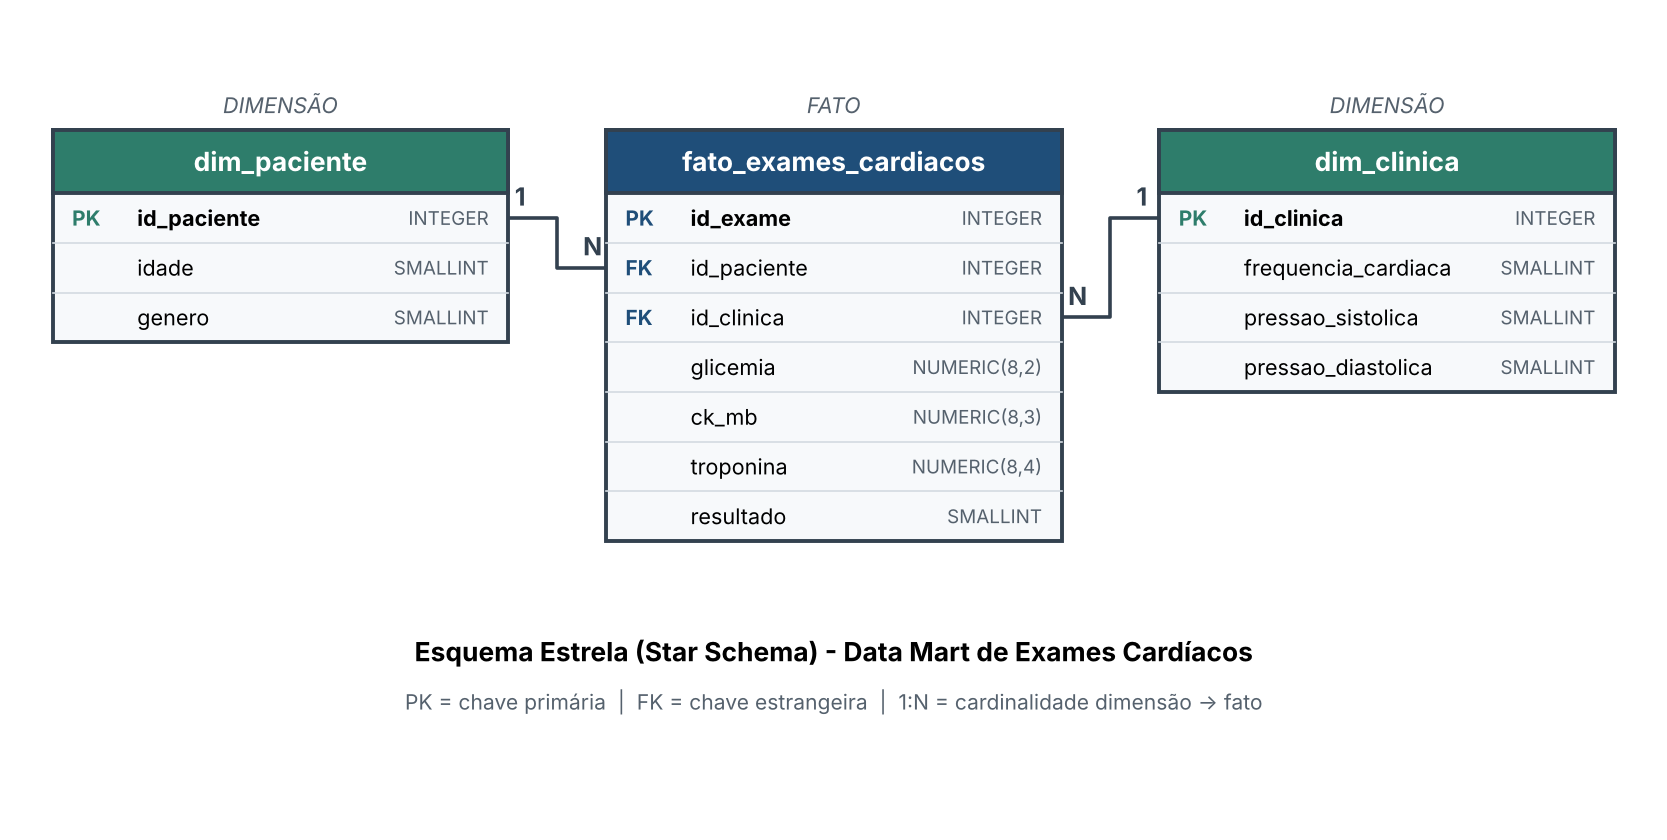 DIMENSÃO
dim_paciente
PK id_paciente INTEGER
idade SMALLINT
genero SMALLINT
1
N
FATO
fato_exames_cardiacos
PK id_exame INTEGER
FK id_paciente INTEGER
FK id_clinica INTEGER
glicemia NUMERIC(8,2)
ck_mb NUMERIC(8,3)
troponina NUMERIC(8,4)
resultado SMALLINT
N
1
DIMENSÃO
dim_clinica
PK id_clinica INTEGER
frequencia_cardiaca SMALLINT
pressao_sistolica SMALLINT
pressao_diastolica SMALLINT
Esquema Estrela (Star Schema) - Data Mart de Exames Cardíacos
PK = chave primária | FK = chave estrangeira | 1:N = cardinalidade dimensão → fato